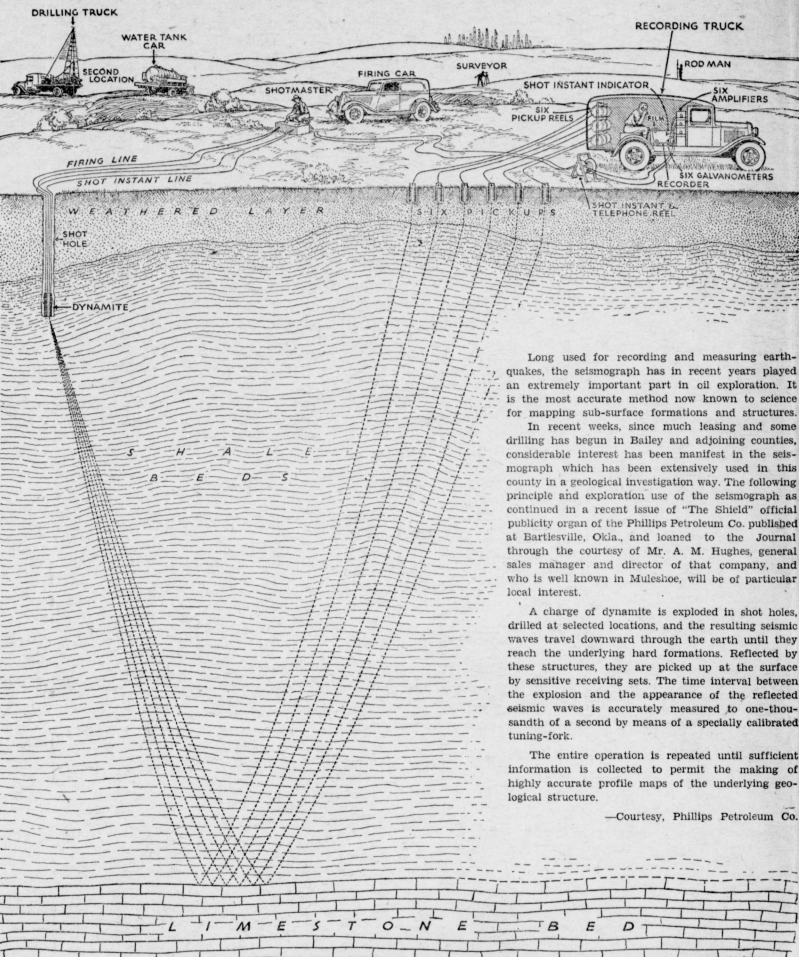 DRILLING TRUCK
WATER TANK
CAR
SECOND
LOCATION
SHOTMASTER
FIRING CAR
SURVEYOR
RECORDING TRUCK
ROD MAN
SHOT INSTANT INDICATOR
SIX
AMPLIFIERS
SIX
PICKUP REELS
FILM
SIX GALVANOMETERS
RECORDER
FIRING LINE
SHOT INSTANT LINE
SHOT INSTANT &
TELEPHONE REEL
WEATHERED LAYER
SIX PICKUPS
SHOT
HOLE
DYNAMITE
SHALE
BEDS
Long used for recording and measuring earth-
quakes, the seismograph has in recent years played
an extremely important part in oil exploration. It
is the most accurate method now known to science
for mapping sub-surface formations and structures.
In recent weeks, since much leasing and some
drilling has begun in Bailey and adjoining counties,
considerable interest has been manifest in the seis-
mograph which has been extensively used in this
county in a geological investigation way. The following
principle and exploration use of the seismograph as
continued in a recent issue of "The Shield" official
publicity organ of the Phillips Petroleum Co. published
at Bartlesville, Okla., and loaned to the Journal
through the courtesy of Mr. A. M. Hughes, general
sales manager and director of that company, and
who is well known in Muleshoe, will be of particular
local interest.
A charge of dynamite is exploded in shot holes,
drilled at selected locations, and the resulting seismic
waves travel downward through the earth until they
reach the underlying hard formations. Reflected by
these structures, they are picked up at the surface
by sensitive receiving sets. The time interval between
the explosion and the appearance of the reflected
seismic waves is accurately measured to one-thou-
sandth of a second by means of a specially calibrated
tuning-fork.
The entire operation is repeated until sufficient
information is collected to permit the making of
highly accurate profile maps of the underlying geo-
logical structure.
—Courtesy, Phillips Petroleum Co.
LIMESTONE BED